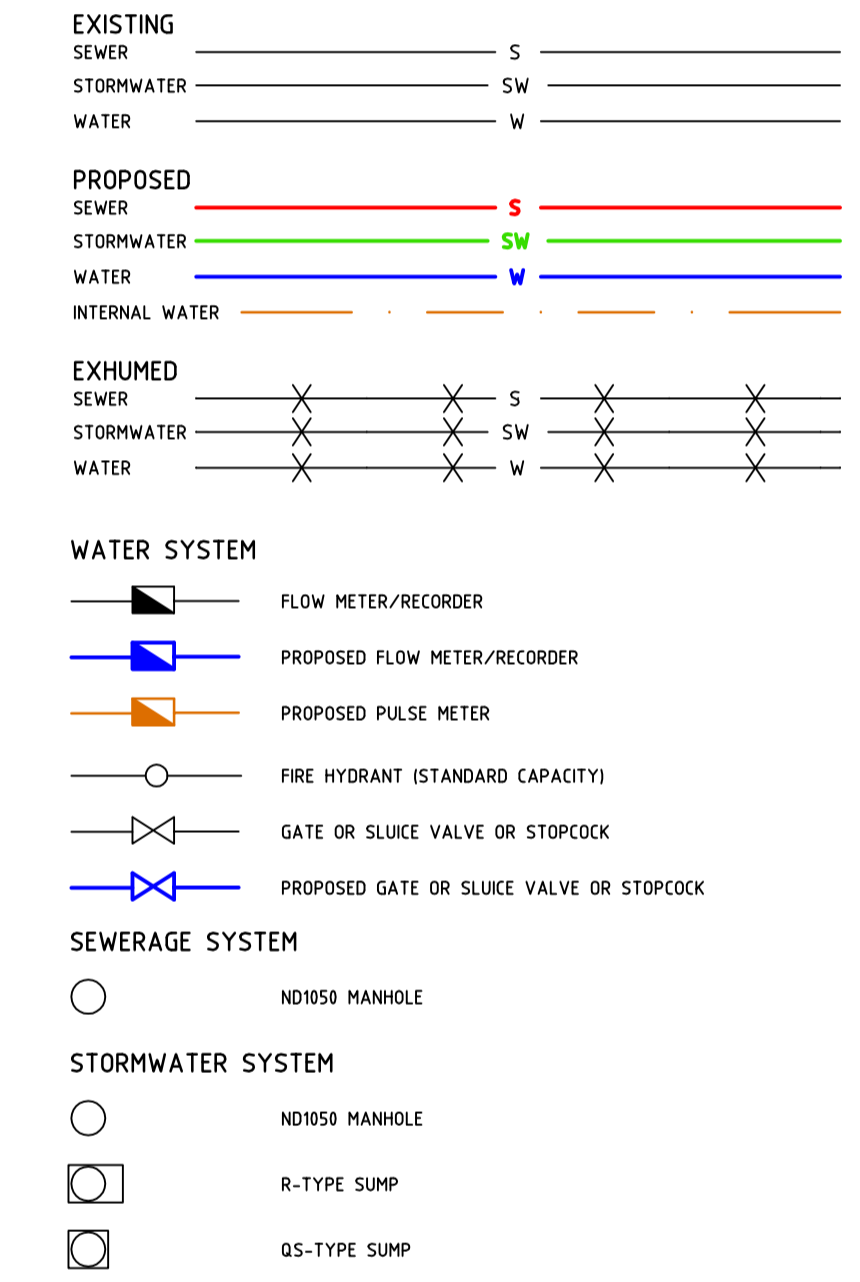 EXISTING
SEWER S
STORMWATER SW
WATER W
PROPOSED
SEWER S
STORMWATER SW
WATER W
INTERNAL WATER
EXHUMED
SEWER S
STORMWATER SW
WATER W
WATER SYSTEM
FLOW METER/RECORDER
PROPOSED FLOW METER/RECORDER
PROPOSED PULSE METER
FIRE HYDRANT (STANDARD CAPACITY)
GATE OR SLUICE VALVE OR STOPCOCK
PROPOSED GATE OR SLUICE VALVE OR STOPCOCK
SEWERAGE SYSTEM
ND1050 MANHOLE
STORMWATER SYSTEM
ND1050 MANHOLE
R-TYPE SUMP
QS-TYPE SUMP